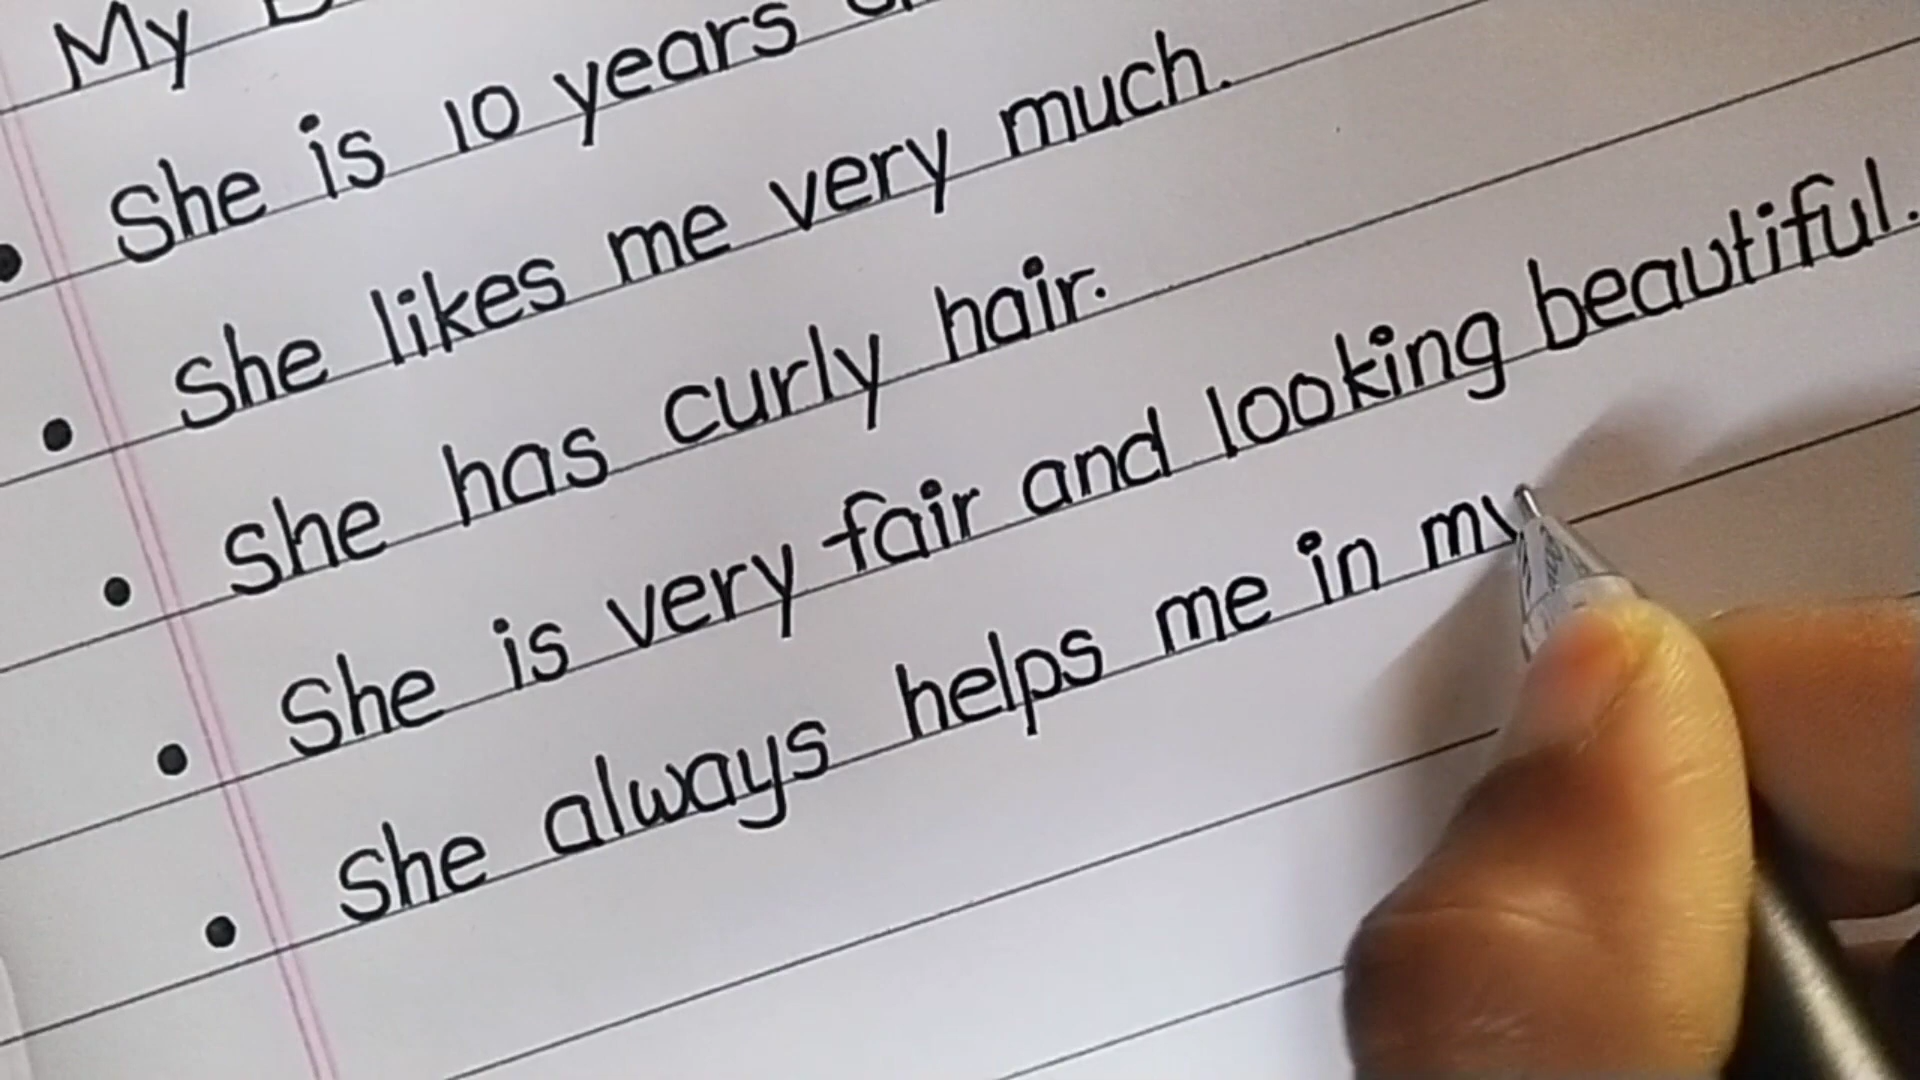 My
• She is 10 years
• She likes me very much.
• She has curly hair.
• She is very fair and looking beautiful.
• She always helps me in my